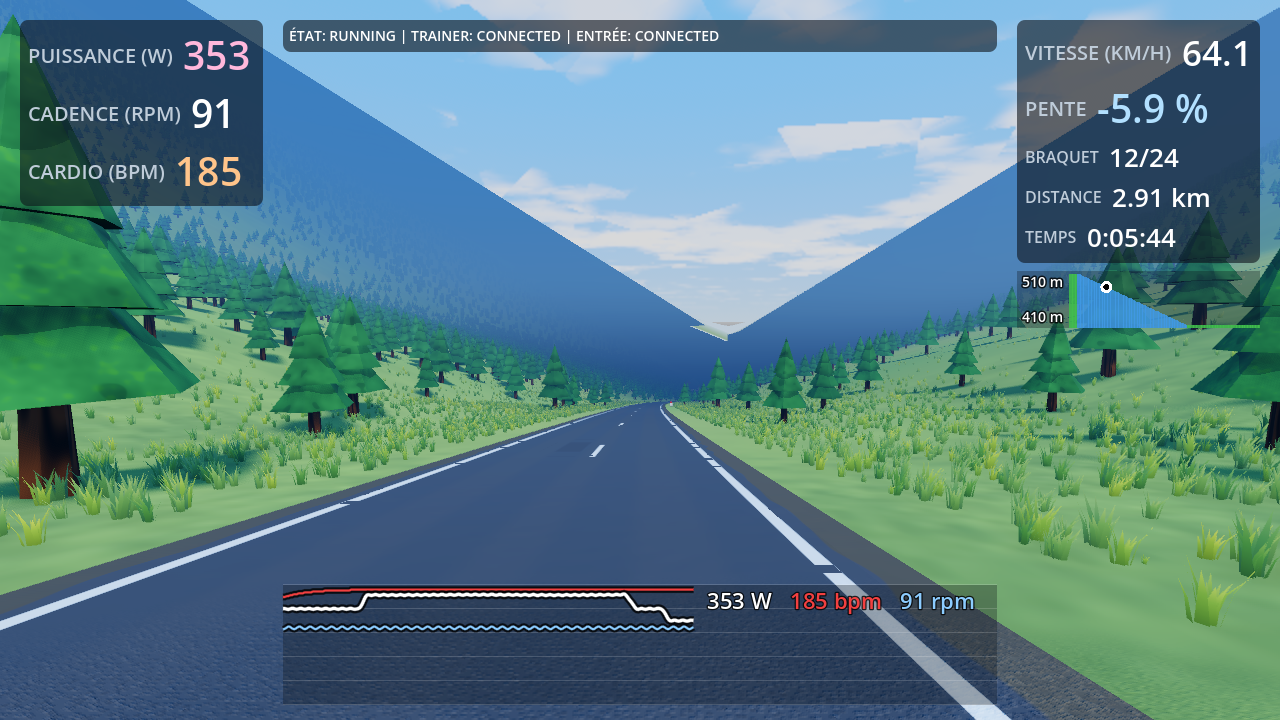 PUISSANCE (W) 353
CADENCE (RPM) 91
CARDIO (BPM) 185
ÉTAT: RUNNING | TRAINER: CONNECTED | ENTRÉE: CONNECTED
VITESSE (KM/H) 64.1
PENTE -5.9 %
BRAQUET 12/24
DISTANCE 2.91 km
TEMPS 0:05:44
510 m
410 m
353 W 185 bpm 91 rpm